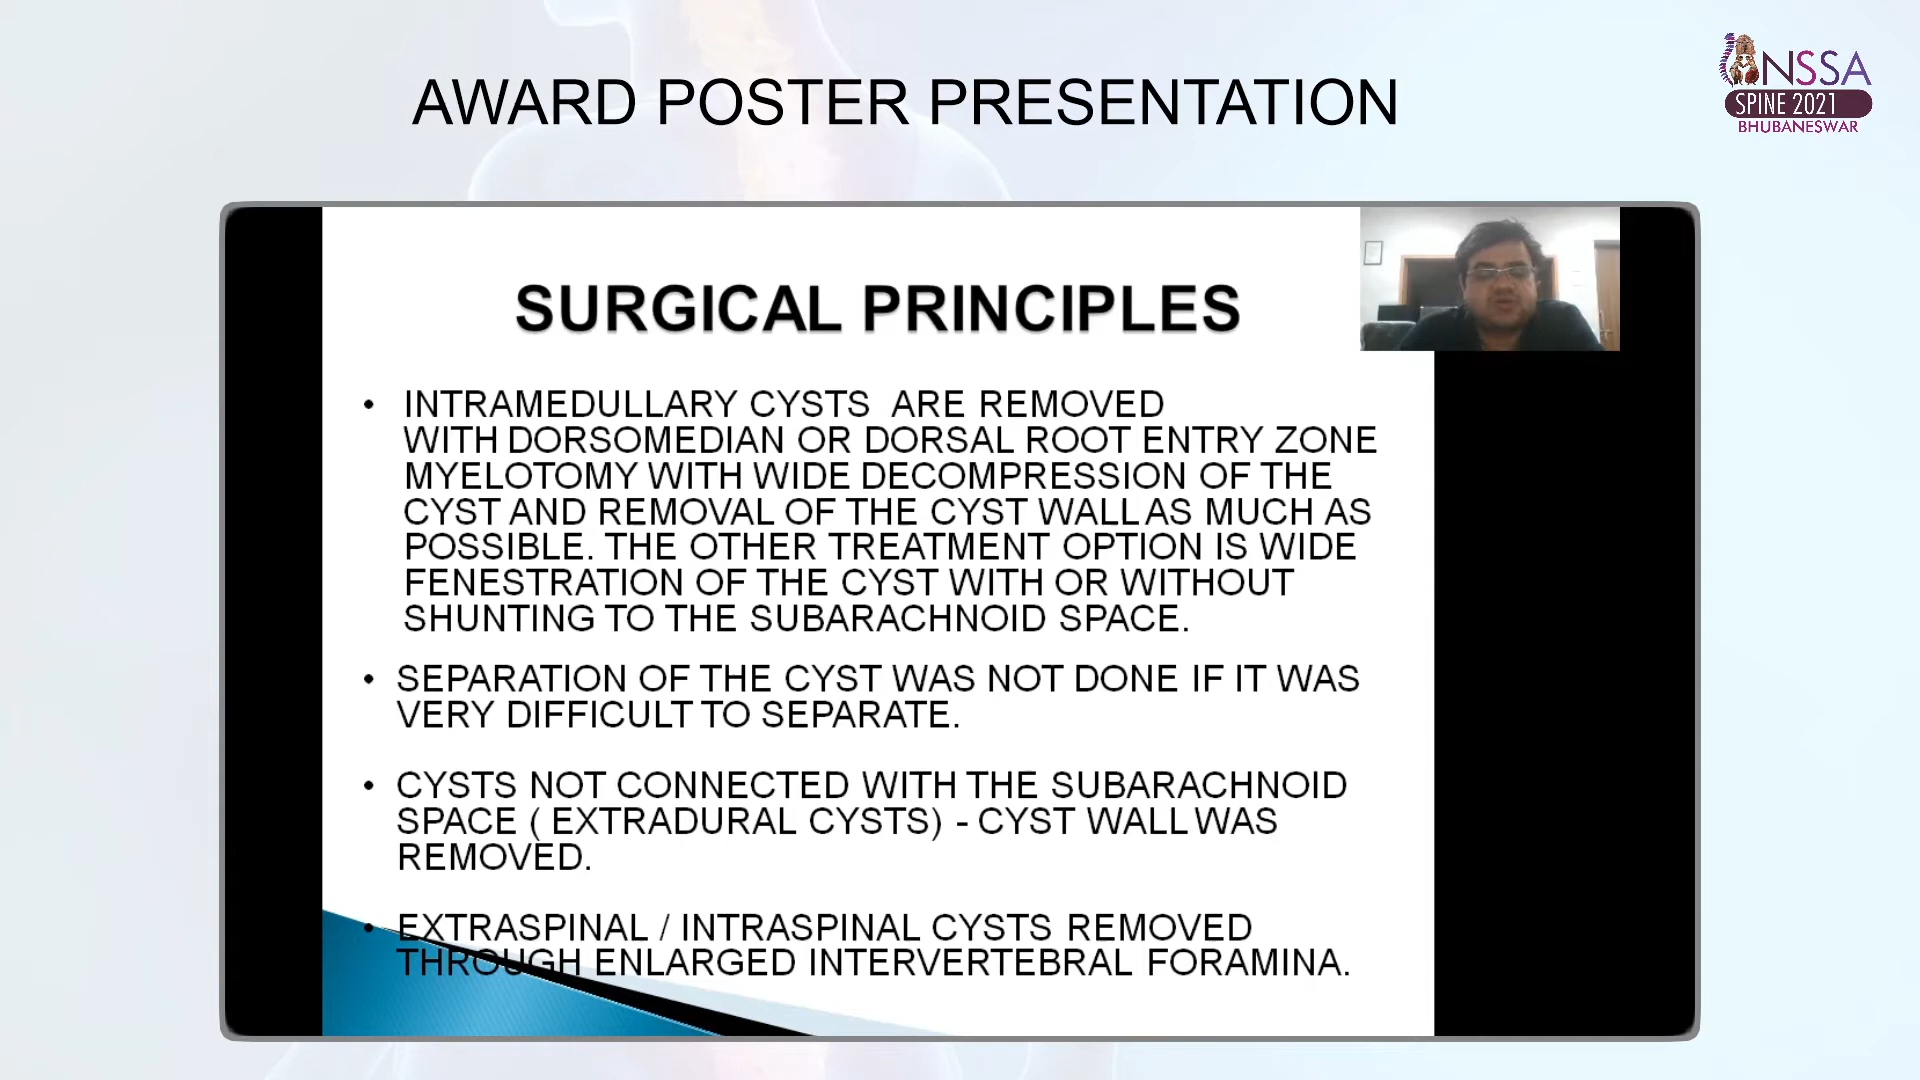 AWARD POSTER PRESENTATION
NSSA
SPINE 2021
BHUBANESWAR
SURGICAL PRINCIPLES
• INTRAMEDULLARY CYSTS ARE REMOVED
WITH DORSOMEDIAN OR DORSAL ROOT ENTRY ZONE
MYELOTOMY WITH WIDE DECOMPRESSION OF THE
CYST AND REMOVAL OF THE CYST WALL AS MUCH AS
POSSIBLE. THE OTHER TREATMENT OPTION IS WIDE
FENESTRATION OF THE CYST WITH OR WITHOUT
SHUNTING TO THE SUBARACHNOID SPACE.
• SEPARATION OF THE CYST WAS NOT DONE IF IT WAS
VERY DIFFICULT TO SEPARATE.
• CYSTS NOT CONNECTED WITH THE SUBARACHNOID
SPACE ( EXTRADURAL CYSTS) - CYST WALL WAS
REMOVED.
• EXTRASPINAL / INTRASPINAL CYSTS REMOVED
THROUGH ENLARGED INTERVERTEBRAL FORAMINA.